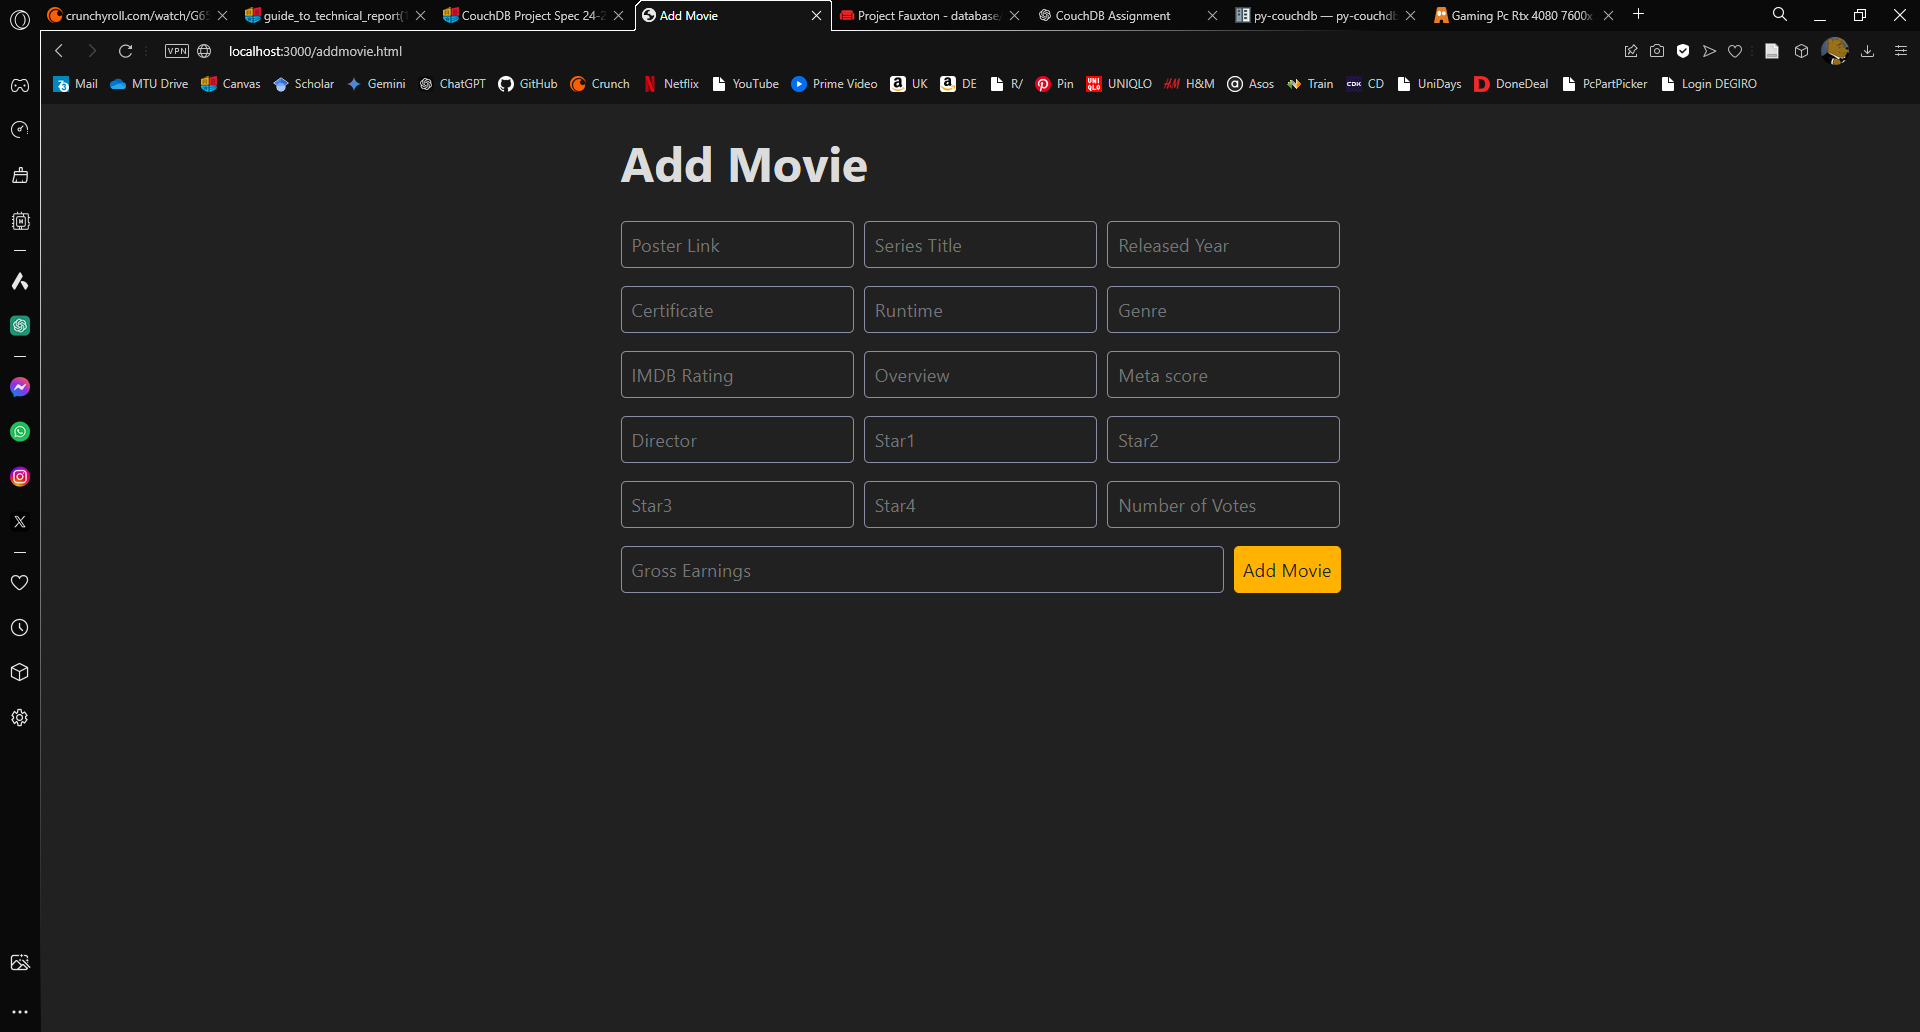 crunchyroll.com/watch/G65 guide_to_technical_report(1 CouchDB Project Spec 24-2 Add Movie Project Fauxton - database/ CouchDB Assignment py-couchdb — py-couchdb Gaming Pc Rtx 4080 7600x
VPN localhost:3000/addmovie.html
Mail MTU Drive Canvas Scholar Gemini ChatGPT GitHub Crunch Netflix YouTube Prime Video UK DE R/ Pin UNIQLO H&M Asos Train CD UniDays DoneDeal PcPartPicker Login DEGIRO
Add Movie
Poster Link Series Title Released Year
Certificate Runtime Genre
IMDB Rating Overview Meta score
Director Star1 Star2
Star3 Star4 Number of Votes
Gross Earnings Add Movie